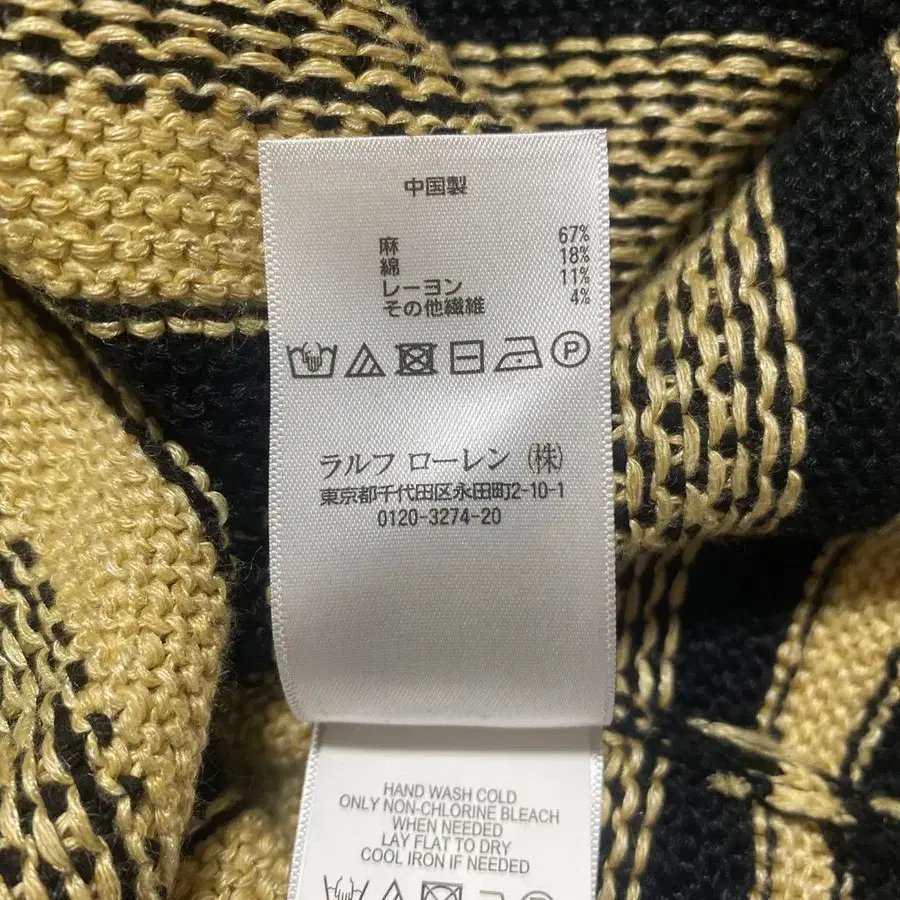 中国製
麻 67%
綿 18%
レーヨン 11%
その他繊維 4%
P
ラルフ ローレン (株)
東京都千代田区永田町2-10-1
0120-3274-20
HAND WASH COLD
ONLY NON-CHLORINE BLEACH
WHEN NEEDED
LAY FLAT TO DRY
COOL IRON IF NEEDED